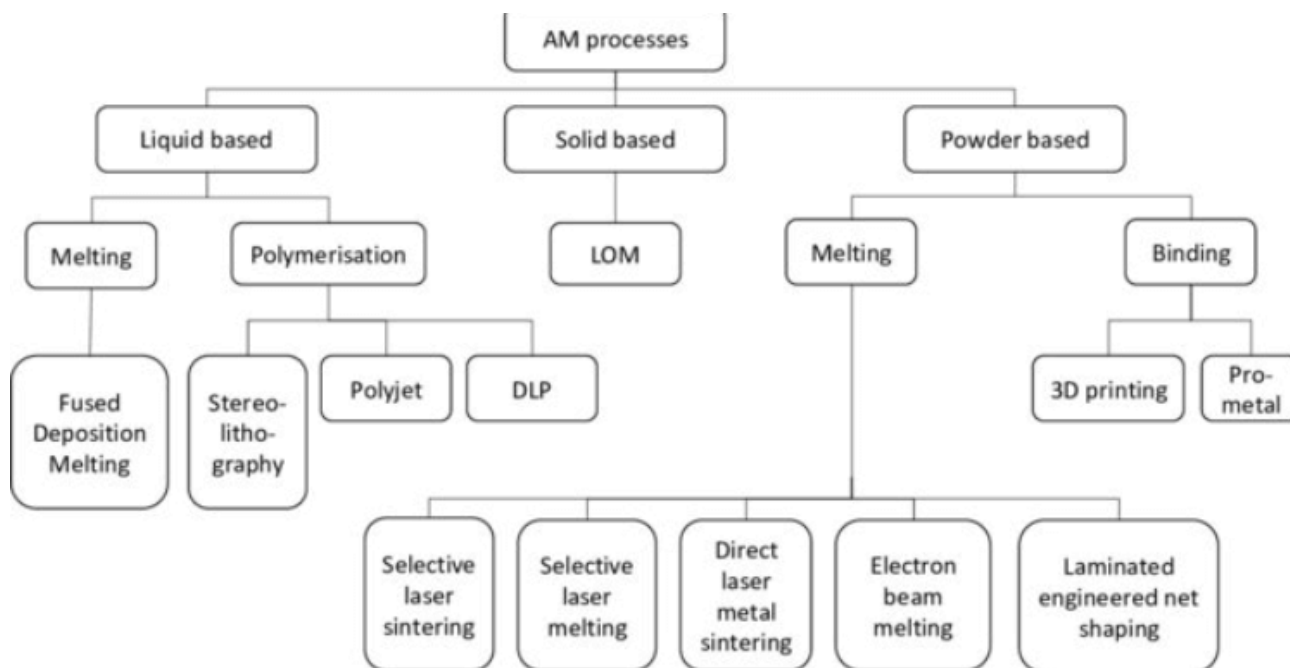 AM processes
Liquid based
Solid based
Powder based
Melting
Polymerisation
LOM
Melting
Binding
Fused
Deposition
Melting
Stereo-
litho-
graphy
Polyjet
DLP
3D printing
Pro-
metal
Selective
laser
sintering
Selective
laser
melting
Direct
laser
metal
sintering
Electron
beam
melting
Laminated
engineered net
shaping